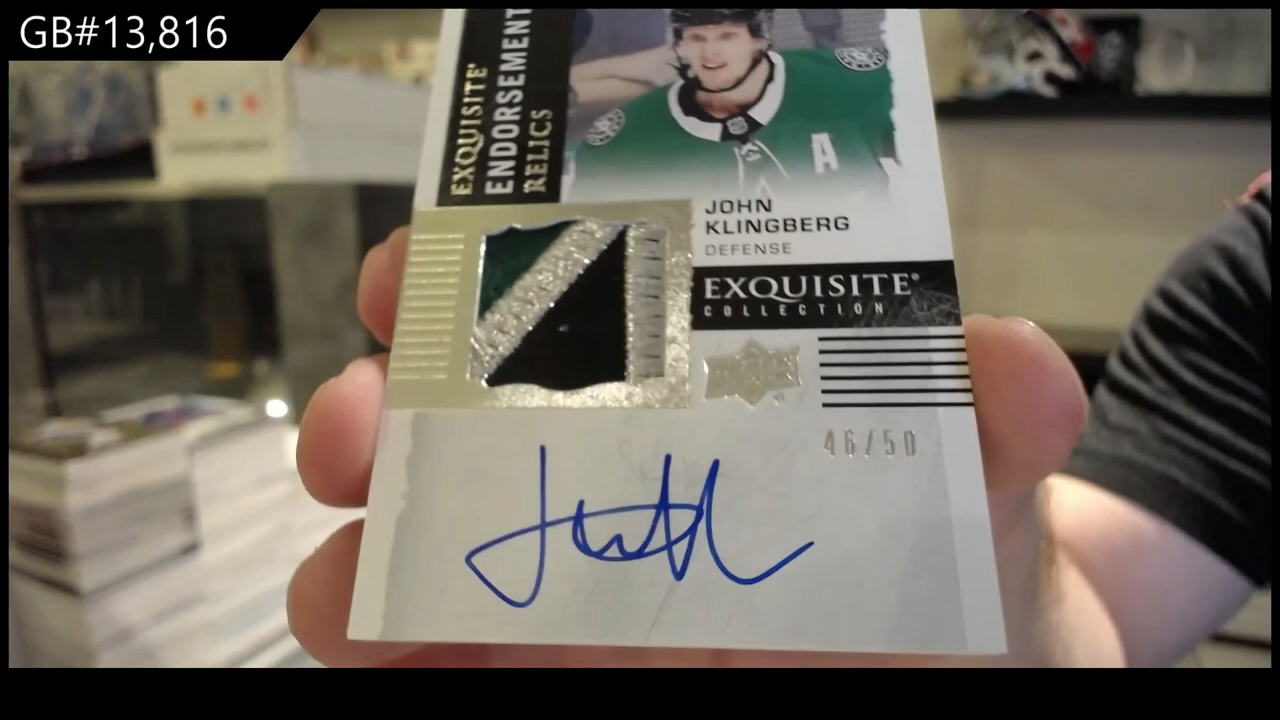 GB#13,816
EXQUISITE
ENDORSEMENT
RELICS
A
JOHN
KLINGBERG
DEFENSE
EXQUISITE
COLLECTION
46/50